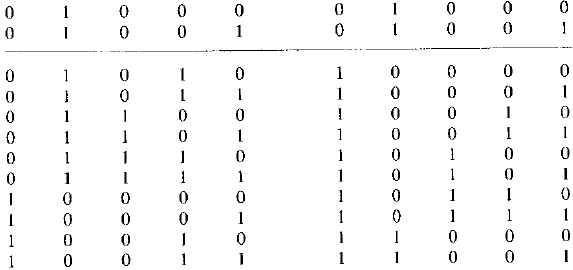 0 1 0 0 0 0 1 0 0 0
0 1 0 0 1 0 1 0 0 1
0 1 0 1 0 1 0 0 0 0
0 1 0 1 1 1 0 0 0 1
0 1 1 0 0 1 0 0 1 0
0 1 1 0 1 1 0 0 1 1
0 1 1 1 0 1 0 1 0 0
0 1 1 1 1 1 0 1 0 1
1 0 0 0 0 1 0 1 1 0
1 0 0 0 1 1 0 1 1 1
1 0 0 1 0 1 1 0 0 0
1 0 0 1 1 1 1 0 0 1